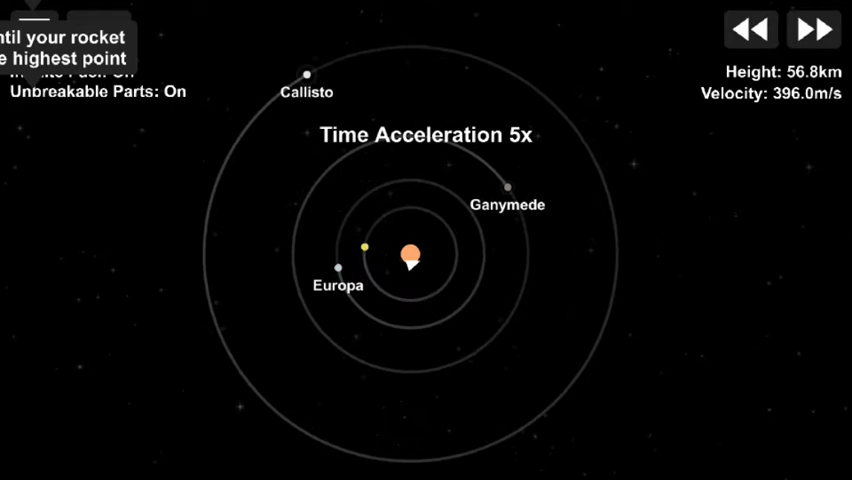 ntil your rocket
e highest point
Unbreakable Parts: On
Height: 56.8km
Velocity: 396.0m/s
Callisto
Time Acceleration 5x
Ganymede
Europa